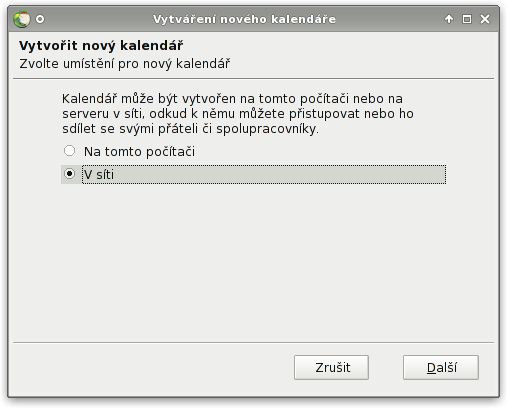 Vytváření nového kalendáře
Vytvořit nový kalendář
Zvolte umístění pro nový kalendář
Kalendář může být vytvořen na tomto počítači nebo na
serveru v síti, odkud k němu můžete přistupovat nebo ho
sdílet se svými přáteli či spolupracovníky.
Na tomto počítači
V síti
Zrušit
Další